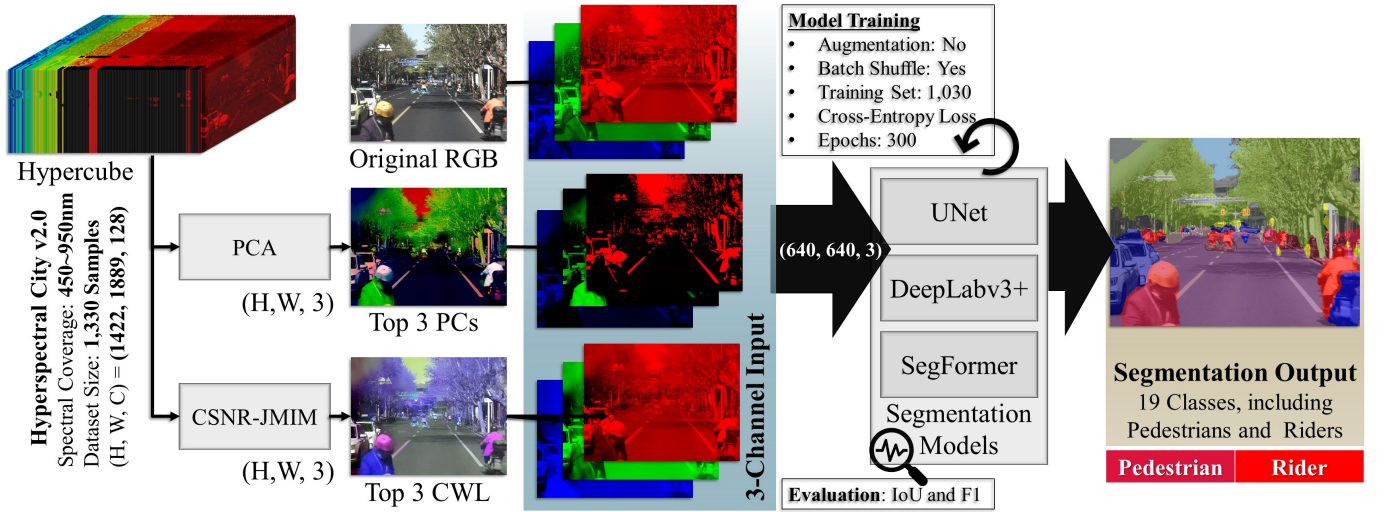 Hypercube
Hyperspectral City v2.0
Spectral Coverage: 450~950nm
Dataset Size: 1,330 Samples
(H, W, C) = (1422, 1889, 128)
PCA
(H,W, 3)
CSNR-JMIM
(H,W, 3)
Original RGB
Top 3 PCs
Top 3 CWL
3-Channel Input
Model Training
• Augmentation: No
• Batch Shuffle: Yes
• Training Set: 1,030
• Cross-Entropy Loss
• Epochs: 300
(640, 640, 3)
UNet
DeepLabv3+
SegFormer
Segmentation
Models
Evaluation: IoU and F1
Segmentation Output
19 Classes, including
Pedestrians and Riders
Pedestrian
Rider